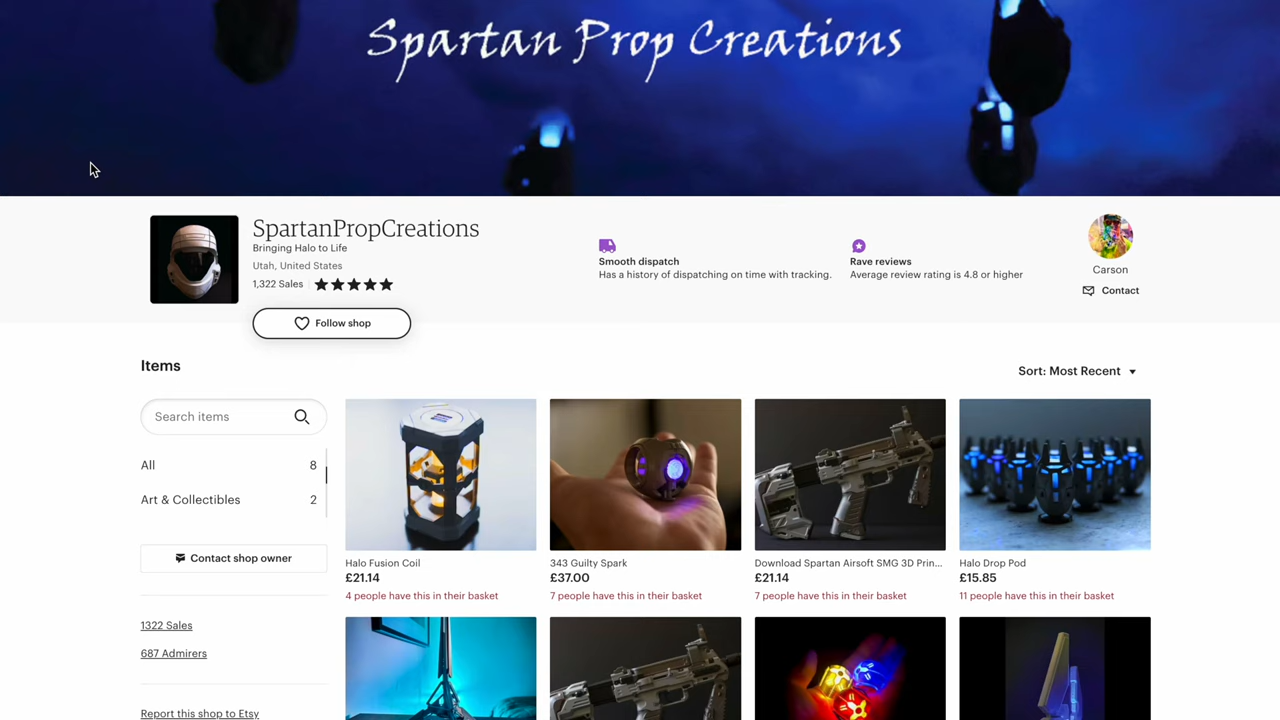 Spartan Prop Creations
SpartanPropCreations
Bringing Halo to Life
Utah, United States
1,322 Sales
Follow shop
Smooth dispatch
Has a history of dispatching on time with tracking.
Rave reviews
Average review rating is 4.8 or higher
Carson
Contact
Items
Sort: Most Recent
Search items
All 8
Art & Collectibles 2
Contact shop owner
1322 Sales
687 Admirers
Report this shop to Etsy
Halo Fusion Coil
£21.14
4 people have this in their basket
343 Guilty Spark
£37.00
7 people have this in their basket
Download Spartan Airsoft SMG 3D Prin...
£21.14
7 people have this in their basket
Halo Drop Pod
£15.85
11 people have this in their basket